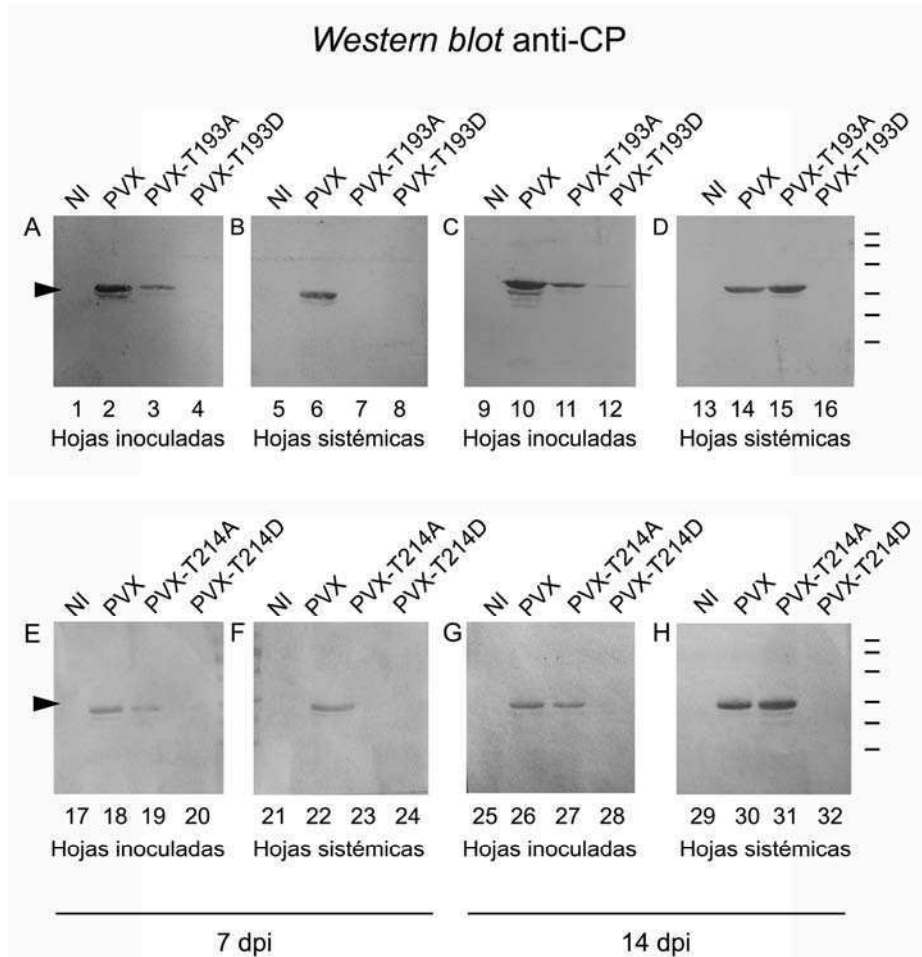 Western blot anti-CP
NI PVX PVX-T193A PVX-T193D NI PVX PVX-T193A PVX-T193D NI PVX PVX-T193A PVX-T193D NI PVX PVX-T193A PVX-T193D
A B C D
1 2 3 4 5 6 7 8 9 10 11 12 13 14 15 16
Hojas inoculadas Hojas sistémicas Hojas inoculadas Hojas sistémicas
NI PVX PVX-T214A PVX-T214D NI PVX PVX-T214A PVX-T214D NI PVX PVX-T214A PVX-T214D NI PVX PVX-T214A PVX-T214D
E F G H
17 18 19 20 21 22 23 24 25 26 27 28 29 30 31 32
Hojas inoculadas Hojas sistémicas Hojas inoculadas Hojas sistémicas
7 dpi 14 dpi